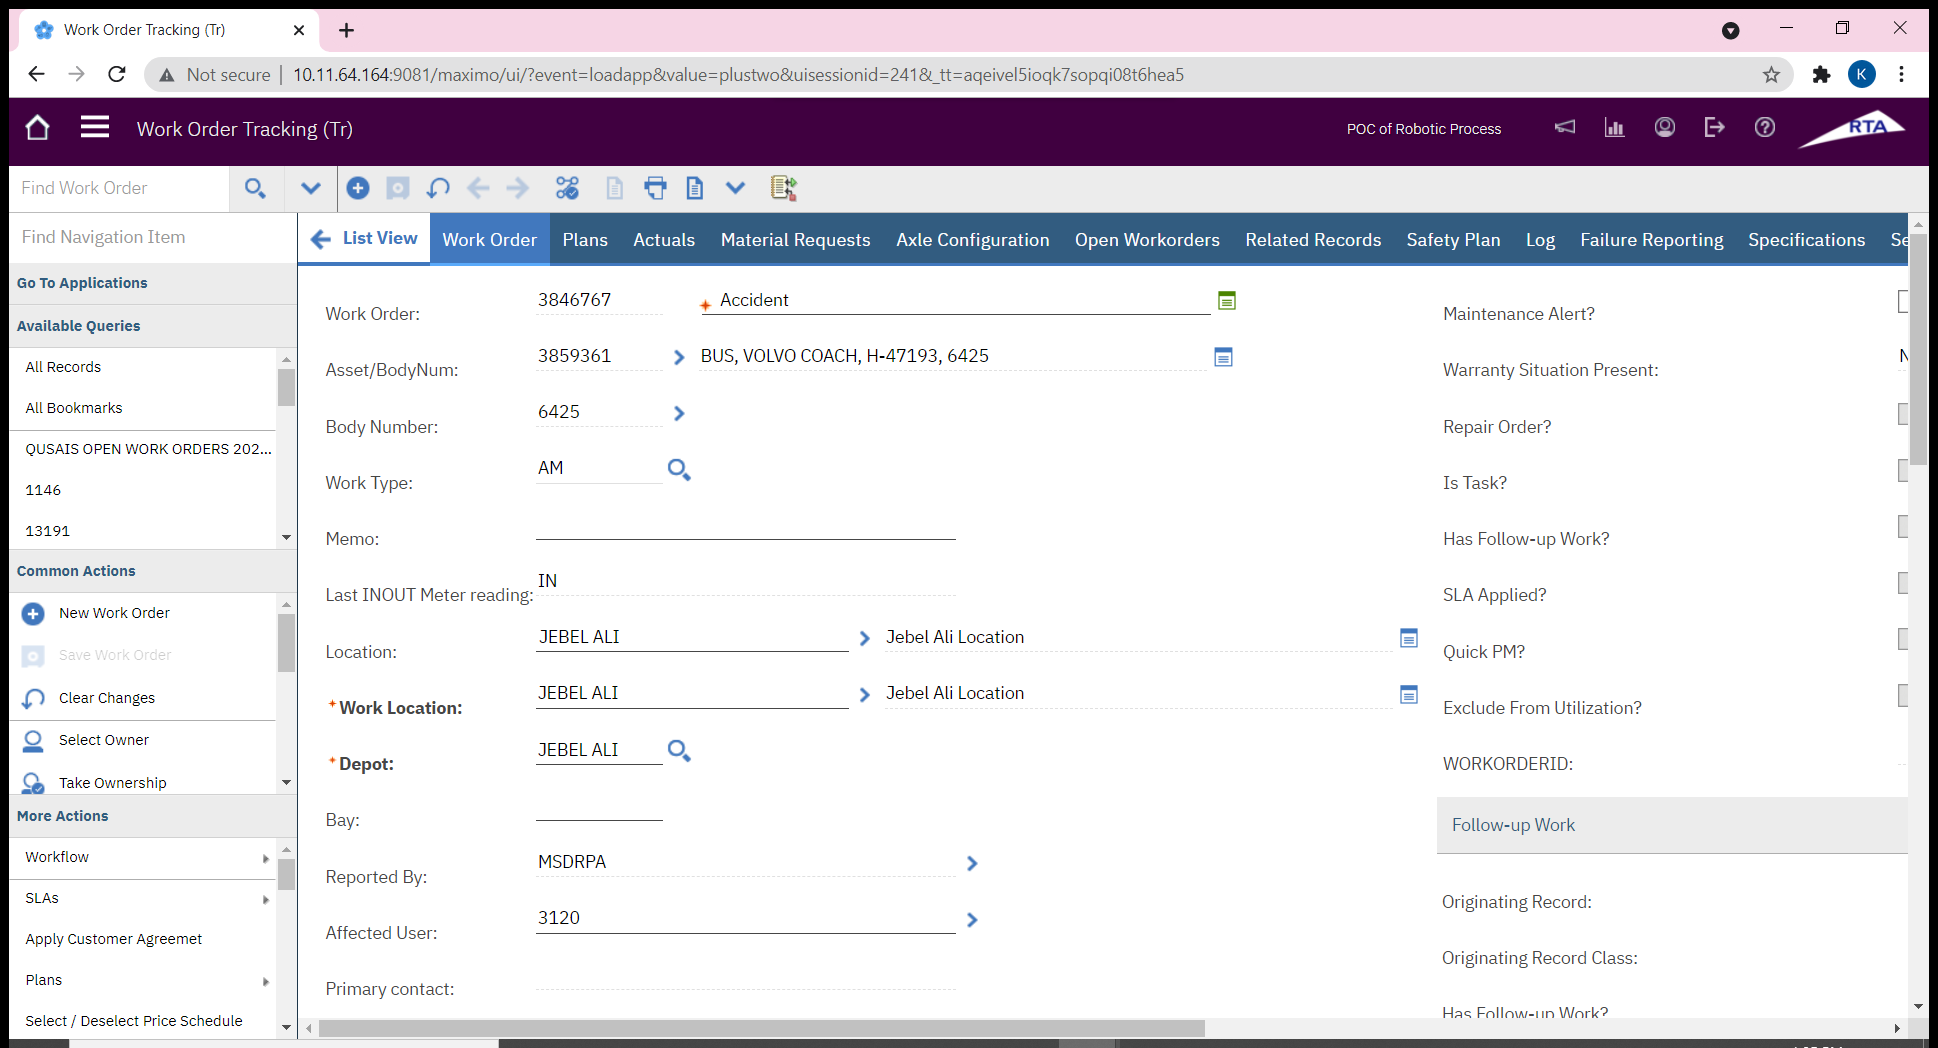 Work Order Tracking (Tr)
Not secure | 10.11.64.164:9081/maximo/ui/?event=loadapp&value=plustwo&uisessionid=241&_tt=aqeivel5ioqk7sopqi08t6hea5
K
Work Order Tracking (Tr)
POC of Robotic Process
RTA
Find Work Order
Find Navigation Item
Go To Applications
Available Queries
All Records
All Bookmarks
QUSAIS OPEN WORK ORDERS 202...
1146
13191
Common Actions
New Work Order
Save Work Order
Clear Changes
Select Owner
Take Ownership
More Actions
Workflow
SLAs
Apply Customer Agreemet
Plans
Select / Deselect Price Schedule
List View Work Order Plans Actuals Material Requests Axle Configuration Open Workorders Related Records Safety Plan Log Failure Reporting Specifications Se
Work Order: 3846767 Accident
Asset/BodyNum: 3859361 BUS, VOLVO COACH, H-47193, 6425
Body Number: 6425
Work Type: AM
Memo:
Last INOUT Meter reading: IN
Location: JEBEL ALI Jebel Ali Location
* Work Location: JEBEL ALI Jebel Ali Location
* Depot: JEBEL ALI
Bay:
Reported By: MSDRPA
Affected User: 3120
Primary contact:
Maintenance Alert?
Warranty Situation Present:
Repair Order?
Is Task?
Has Follow-up Work?
SLA Applied?
Quick PM?
Exclude From Utilization?
WORKORDERID:
Follow-up Work
Originating Record:
Originating Record Class:
Has Follow-up Work?